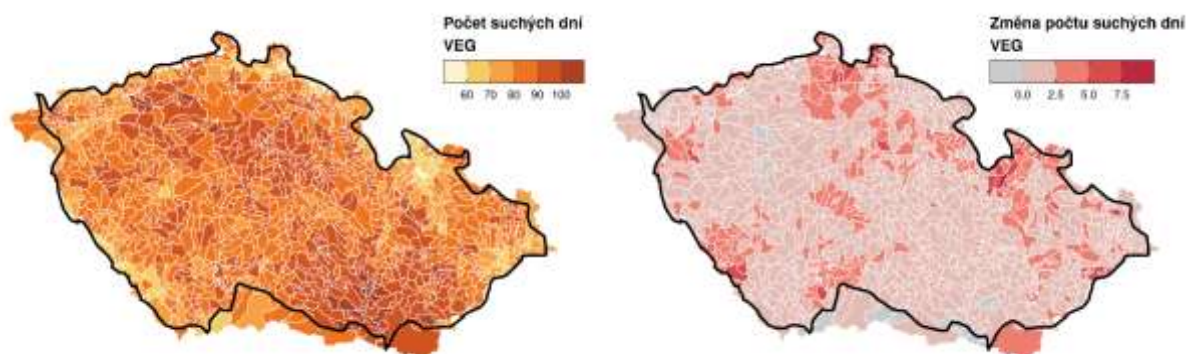 Počet suchých dní
VEG
60 70 80 90 100
Změna počtu suchých dní
VEG
0.0 2.5 5.0 7.5